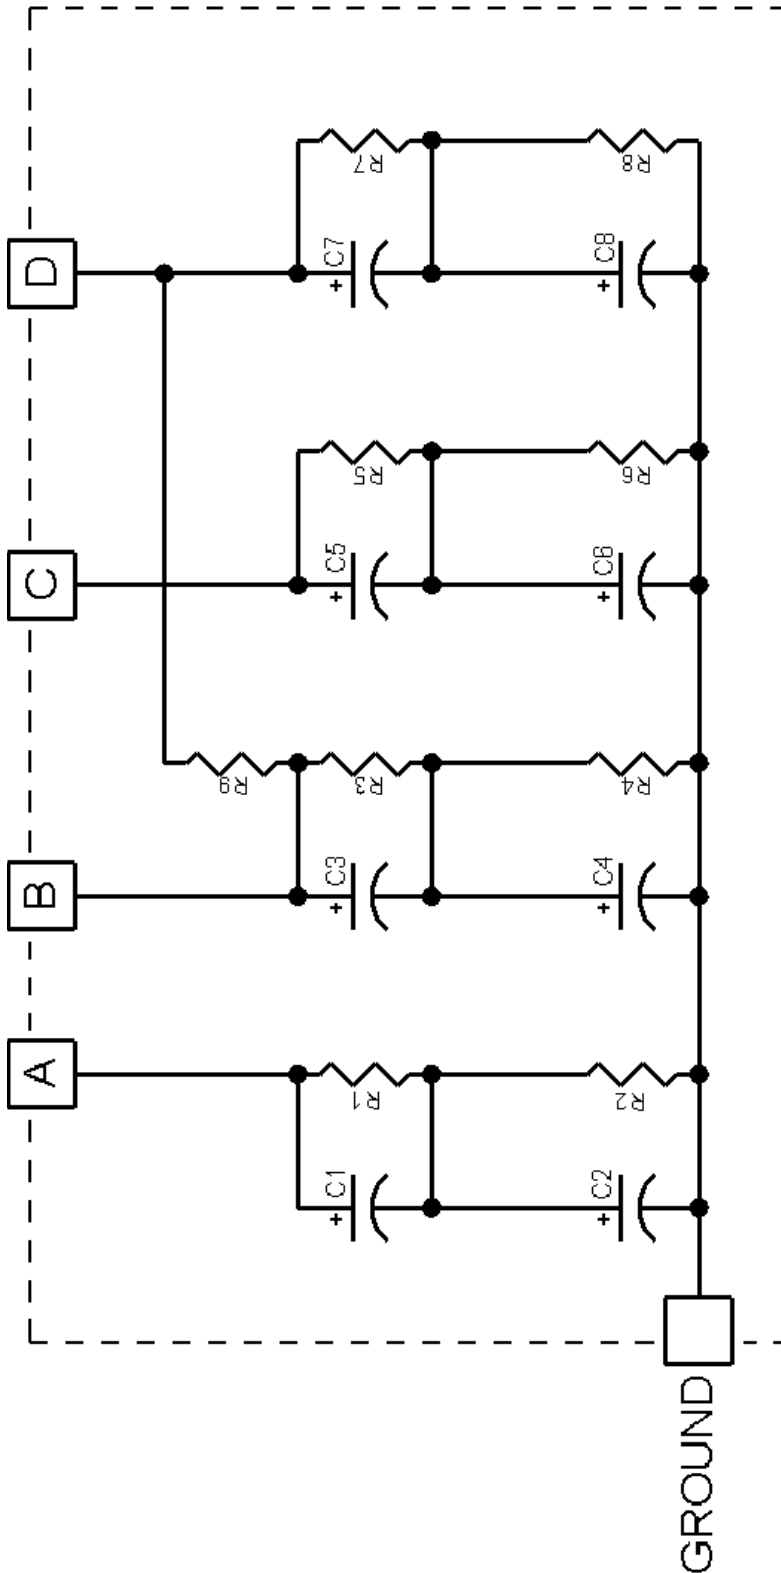 D
C7
+
R7
C8
+
R8
C
C5
+
R5
C6
+
R6
B
R9
C3
+
R3
C4
+
R4
A
C1
+
R1
C2
+
R2
GROUND